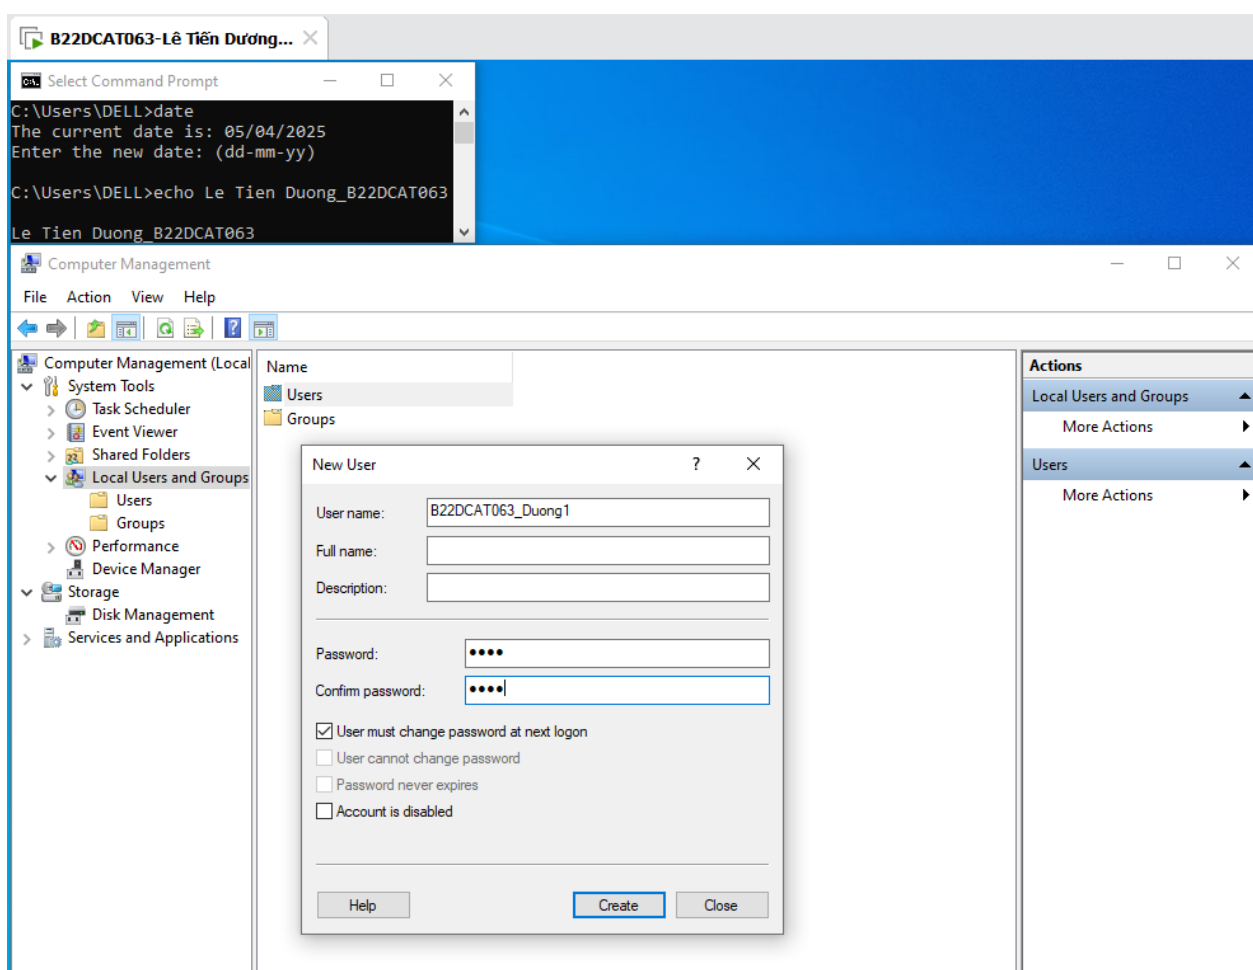 B22DCAT063-Lê Tiến Dương...
Select Command Prompt
C:\Users\DELL>date
The current date is: 05/04/2025
Enter the new date: (dd-mm-yy)
C:\Users\DELL>echo Le Tien Duong_B22DCAT063
Le Tien Duong_B22DCAT063
Computer Management
File Action View Help
Computer Management (Local
System Tools
Task Scheduler
Event Viewer
Shared Folders
Local Users and Groups
Users
Groups
Performance
Device Manager
Storage
Disk Management
Services and Applications
Name
Users
Groups
New User
User name: B22DCAT063_Duong1
Full name:
Description:
Password: ••••
Confirm password: ••••
User must change password at next logon
User cannot change password
Password never expires
Account is disabled
Help Create Close
Actions
Local Users and Groups
More Actions
Users
More Actions